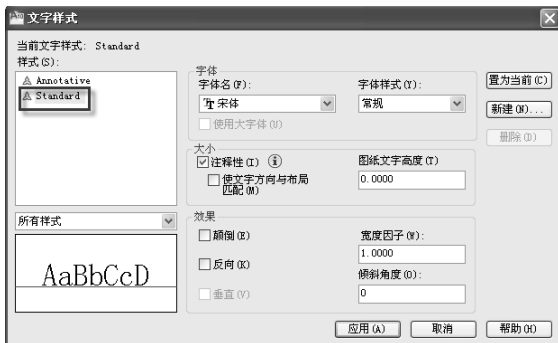 文字样式
当前文字样式: Standard
样式(S):
Annotative
Standard
所有样式
AaBbCcD
字体
字体名(F):
宋体
使用大字体(U)
字体样式(Y):
常规
大小
注释性(I)
使文字方向与布局
匹配(M)
图纸文字高度(T)
0.0000
效果
颠倒(E)
反向(K)
垂直(V)
宽度因子(W):
1.0000
倾斜角度(O):
0
置为当前(C)
新建(N)...
删除(D)
应用(A)
取消
帮助(H)